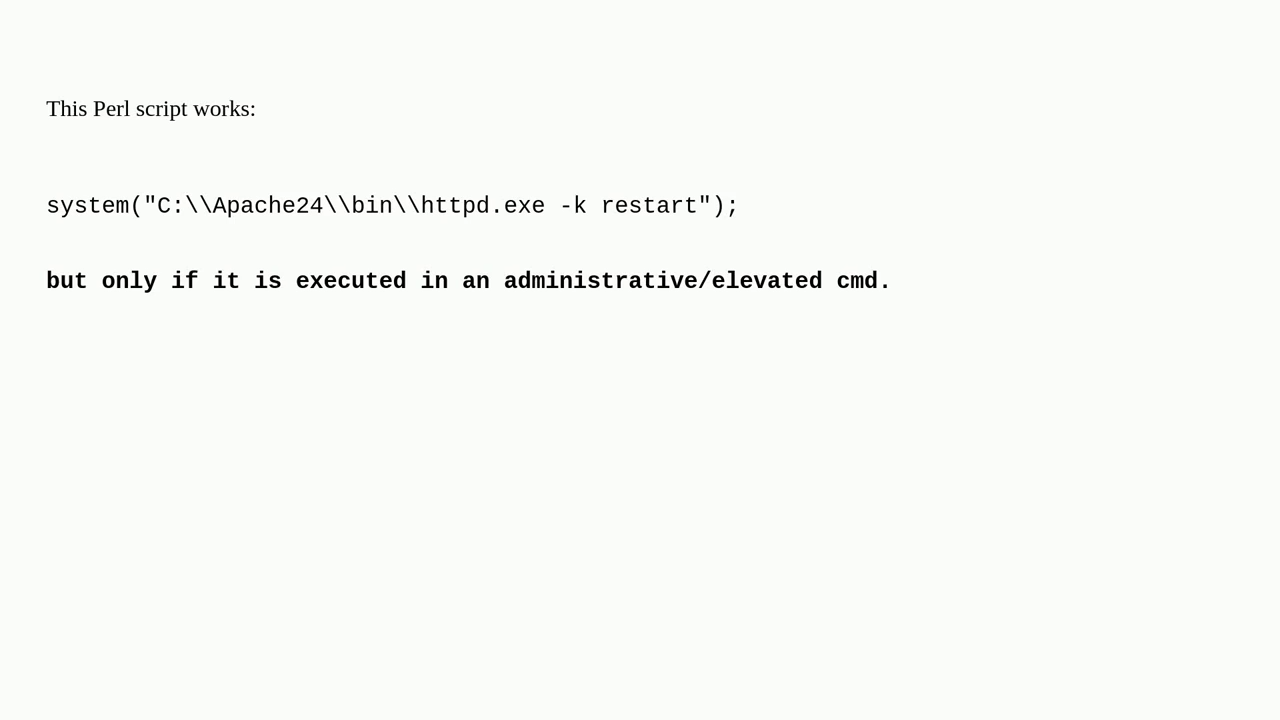 This Perl script works:
system("C:\\Apache24\\bin\\httpd.exe -k restart");
but only if it is executed in an administrative/elevated cmd.